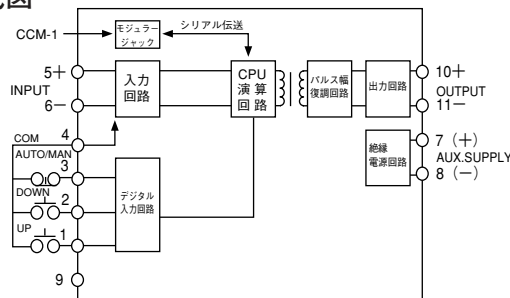 CCM-1
モジュラー
ジャック
シリアル伝送
5+
INPUT
6−
入力
回路
CPU
演算
回路
パルス幅
復調回路
出力回路
10+
OUTPUT
11−
絶縁
電源回路
7（+）
AUX.SUPPLY
8（−）
COM
4
AUTO/MAN
3
DOWN
2
UP
1
デジタル
入力回路
9